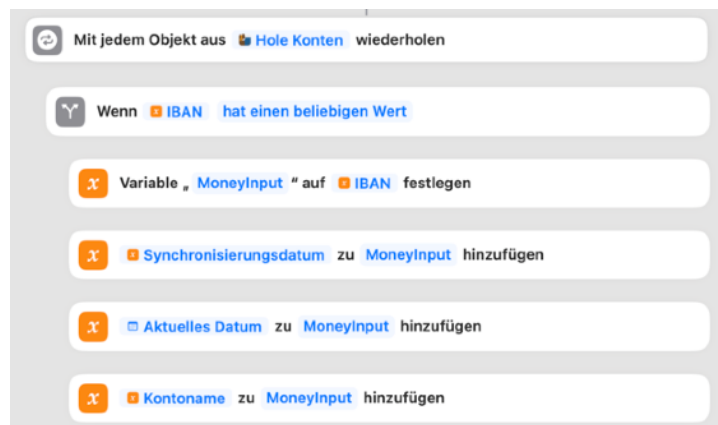 Mit jedem Objekt aus Hole Konten wiederholen
Wenn IBAN hat einen beliebigen Wert
x Variable „ MoneyInput “ auf x IBAN festlegen
x Synchronisierungsdatum zu MoneyInput hinzufügen
x Aktuelles Datum zu MoneyInput hinzufügen
x Kontoname zu MoneyInput hinzufügen